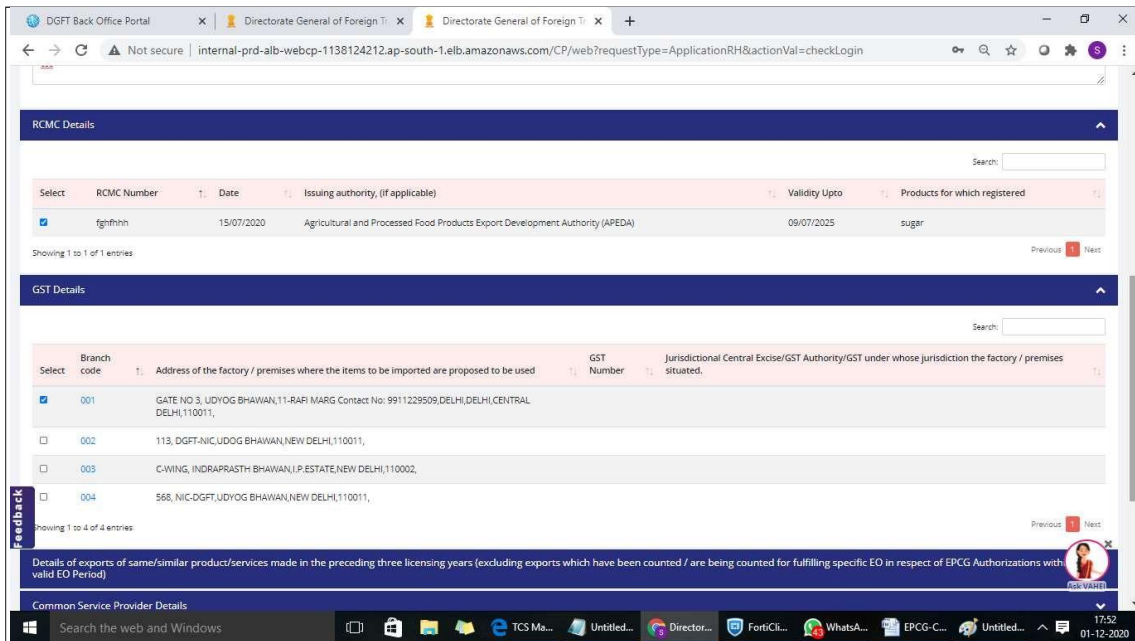 DGFT Back Office Portal
Directorate General of Foreign Tr
Directorate General of Foreign Tr
Not secure | internal-prd-alb-webcp-1138124212.ap-south-1.elb.amazonaws.com/CP/web?requestType=ApplicationRH&actionVal=checkLogin
S
RCMC Details
Search:
Select RCMC Number Date Issuing authority, (if applicable) Validity Upto Products for which registered
fghfhhh 15/07/2020 Agricultural and Processed Food Products Export Development Authority (APEDA) 09/07/2025 sugar
Showing 1 to 1 of 1 entries
Previous 1 Next
GST Details
Search:
Select Branch code Address of the factory / premises where the items to be imported are proposed to be used GST Number Jurisdictional Central Excise/GST Authority/GST under whose jurisdiction the factory / premises
situated.
001 GATE NO 3, UDYOG BHAWAN,11-RAFI MARG Contact No: 9911229509,DELHI,DELHI,CENTRAL
DELHI,110011,
002 113, DGFT-NIC,UDOG BHAWAN,NEW DELHI,110011,
003 C-WING, INDRAPRASTH BHAWAN,I.P.ESTATE,NEW DELHI,110002,
004 568, NIC-DGFT,UDYOG BHAWAN,NEW DELHI,110011,
Feedback
Showing 1 to 4 of 4 entries
Previous 1 Next
Details of exports of same/similar product/services made in the preceding three licensing years (excluding exports which have been counted / are being counted for fulfilling specific EO in respect of EPCG Authorizations with
valid EO Period)
Ask VAHEI
Common Service Provider Details
Search the web and Windows
TCS Ma...
Untitled...
Director...
FortiCli...
WhatsA...
EPCG-C...
Untitled...
17:52
01-12-2020